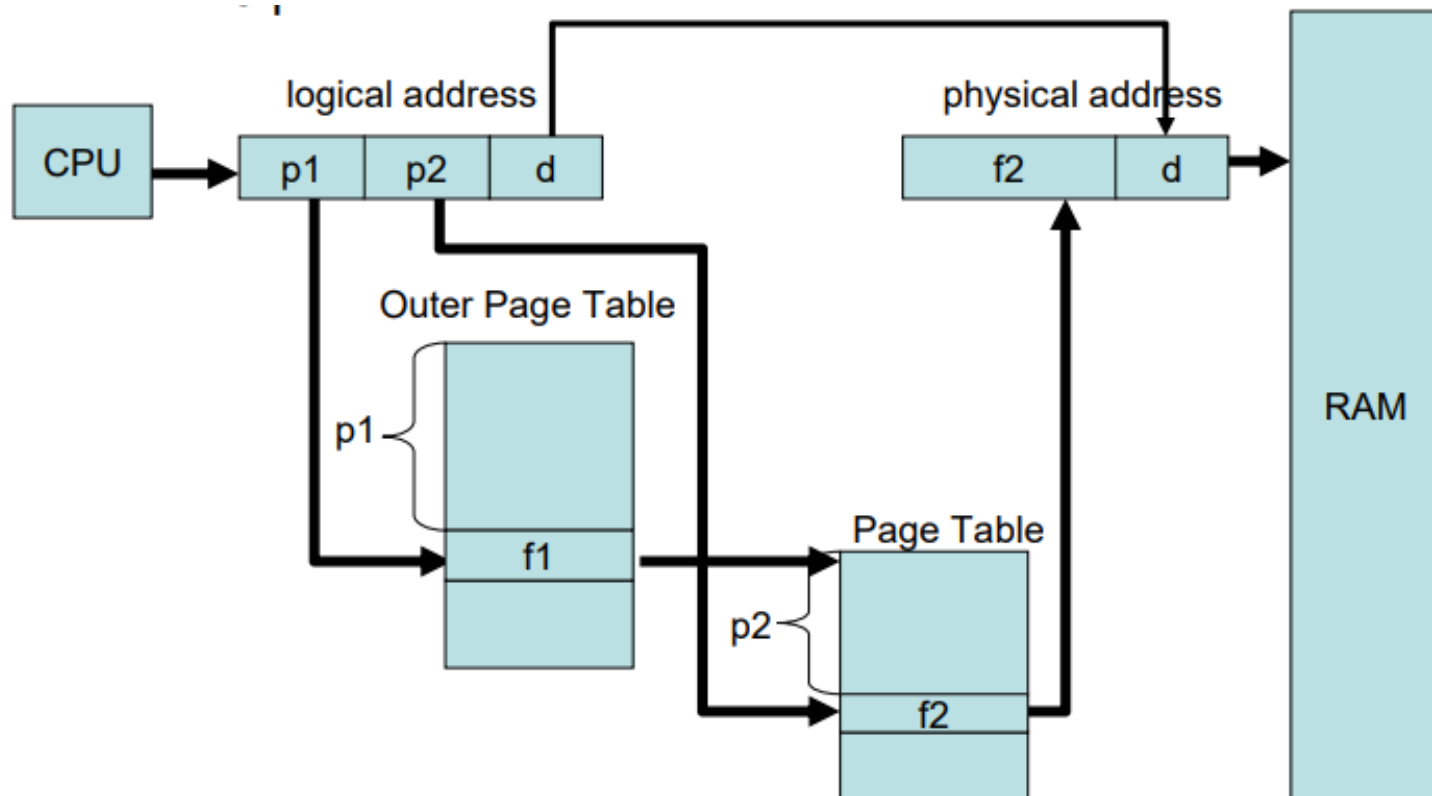 logical address
physical address
CPU
p1 p2 d
f2 d
Outer Page Table
p1
RAM
f1
Page Table
p2
f2